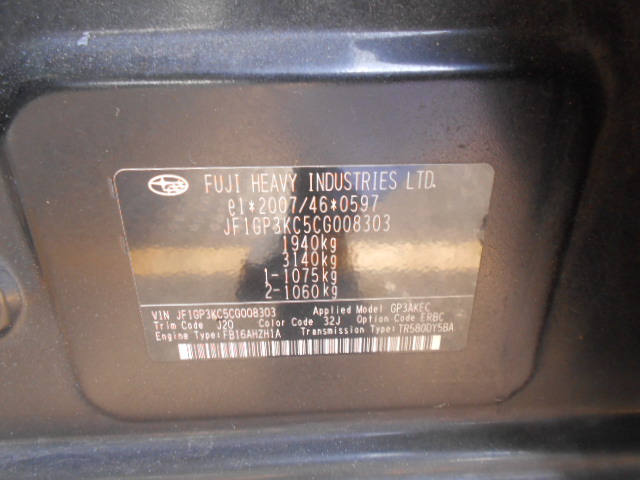 FUJI HEAVY INDUSTRIES LTD.
e1*2007/46*0597
JF1GP3KC5CG008303
1940kg
3140kg
1-1075kg
2-1060kg
VIN JF1GP3KC5CG008303 Applied Model GP3AKEC
Trim Code J20 Color Code 32J Option Code ERBC
Engine Type:FB16AHZH1A Transmission Type:TR580DY5BA